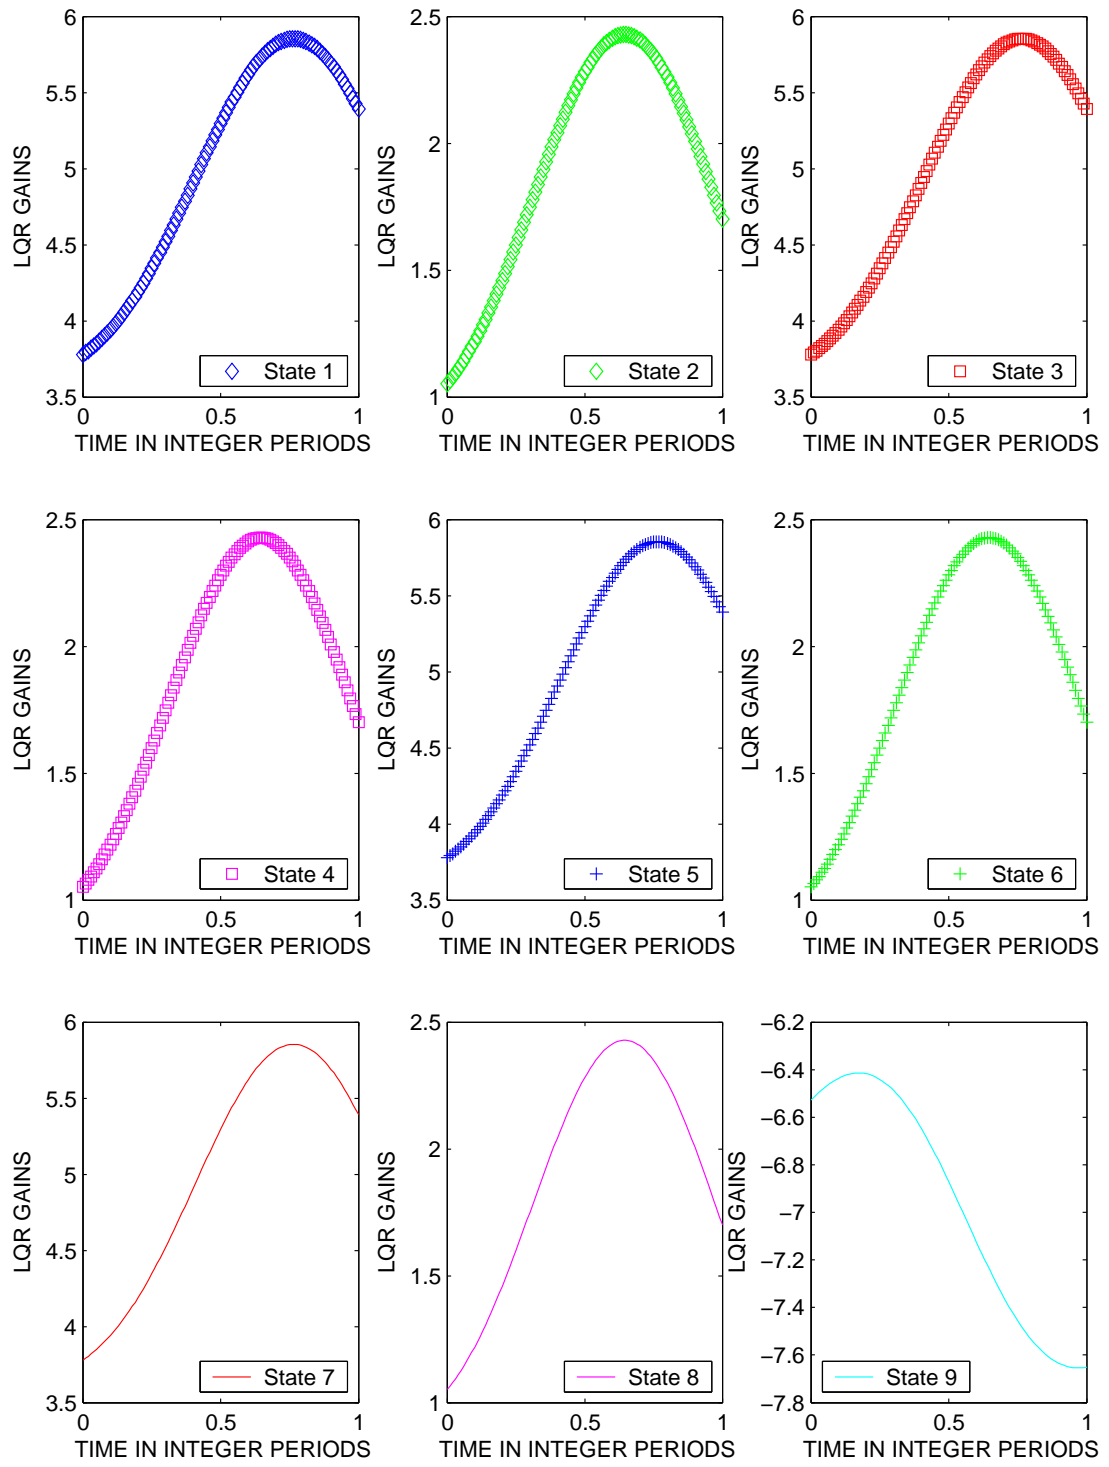 6
5.5
5
4.5
4
3.5
LQR GAINS
State 1
0
0.5
1
TIME IN INTEGER PERIODS
2.5
2
1.5
1
LQR GAINS
State 2
0
0.5
1
TIME IN INTEGER PERIODS
6
5.5
5
4.5
4
3.5
LQR GAINS
State 3
0
0.5
1
TIME IN INTEGER PERIODS
2.5
2
1.5
1
LQR GAINS
State 4
0
0.5
1
TIME IN INTEGER PERIODS
6
5.5
5
4.5
4
3.5
LQR GAINS
State 5
0
0.5
1
TIME IN INTEGER PERIODS
2.5
2
1.5
1
LQR GAINS
State 6
0
0.5
1
TIME IN INTEGER PERIODS
6
5.5
5
4.5
4
3.5
LQR GAINS
State 7
0
0.5
1
TIME IN INTEGER PERIODS
2.5
2
1.5
1
LQR GAINS
State 8
0
0.5
1
TIME IN INTEGER PERIODS
−6.2
−6.4
−6.6
−6.8
−7
−7.2
−7.4
−7.6
−7.8
LQR GAINS
State 9
0
0.5
1
TIME IN INTEGER PERIODS